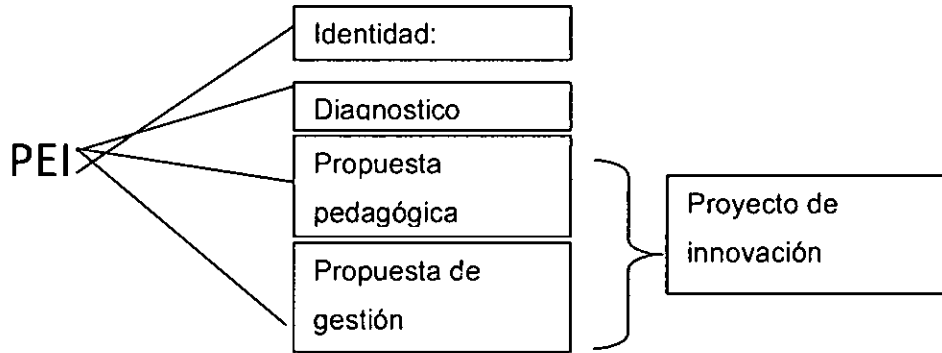 PEI
Identidad:
Diagnostico
Propuesta
pedagógica
Propuesta de
gestión
Proyecto de
innovación